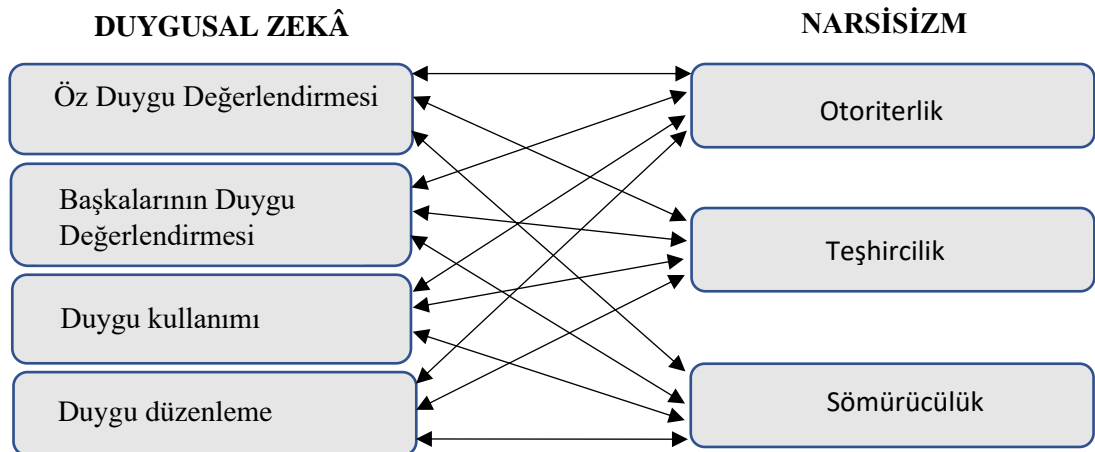 DUYGUSAL ZEKÂ
NARSİSİZM
Öz Duygu Değerlendirmesi
Otoriterlik
Başkalarının Duygu
Değerlendirmesi
Teşhircilik
Duygu kullanımı
Duygu düzenleme
Sömürücülük